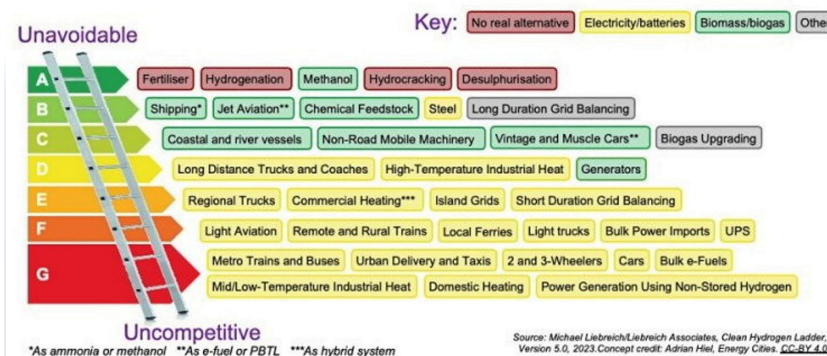 Key: No real alternative Electricity/batteries Biomass/biogas Othe
Unavoidable
A Fertiliser Hydrogenation Methanol Hydrocracking Desulphurisation
B Shipping* Jet Aviation** Chemical Feedstock Steel Long Duration Grid Balancing
C Coastal and river vessels Non-Road Mobile Machinery Vintage and Muscle Cars** Biogas Upgrading
D Long Distance Trucks and Coaches High-Temperature Industrial Heat Generators
E Regional Trucks Commercial Heating*** Island Grids Short Duration Grid Balancing
F Light Aviation Remote and Rural Trains Local Ferries Light trucks Bulk Power Imports UPS
G Metro Trains and Buses Urban Delivery and Taxis 2 and 3-Wheelers Cars Bulk e-Fuels
Mid/Low-Temperature Industrial Heat Domestic Heating Power Generation Using Non-Stored Hydrogen
Uncompetitive
*As ammonia or methanol **As e-fuel or PBTL ***As hybrid system
Source: Michael Liebreich/Liebreich Associates, Clean Hydrogen Ladder,
Version 5.0, 2023.Concept credit: Adrian Hiel, Energy Cities. CC-BY 4.0